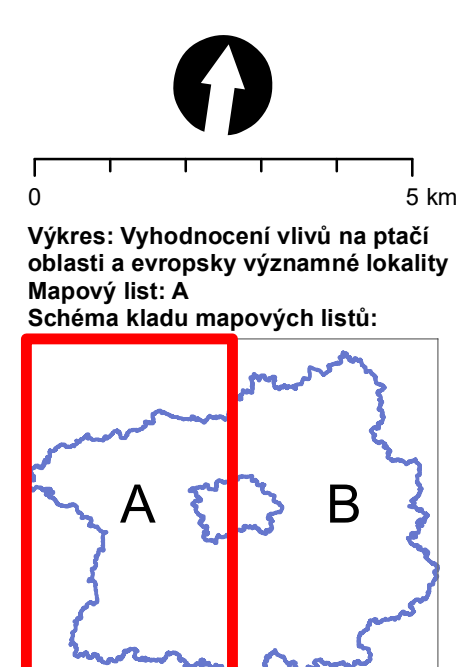 0 5 km
Výkres: Vyhodnocení vlivů na ptačí
oblasti a evropsky významné lokality
Mapový list: A
Schéma kladu mapových listů:
A B